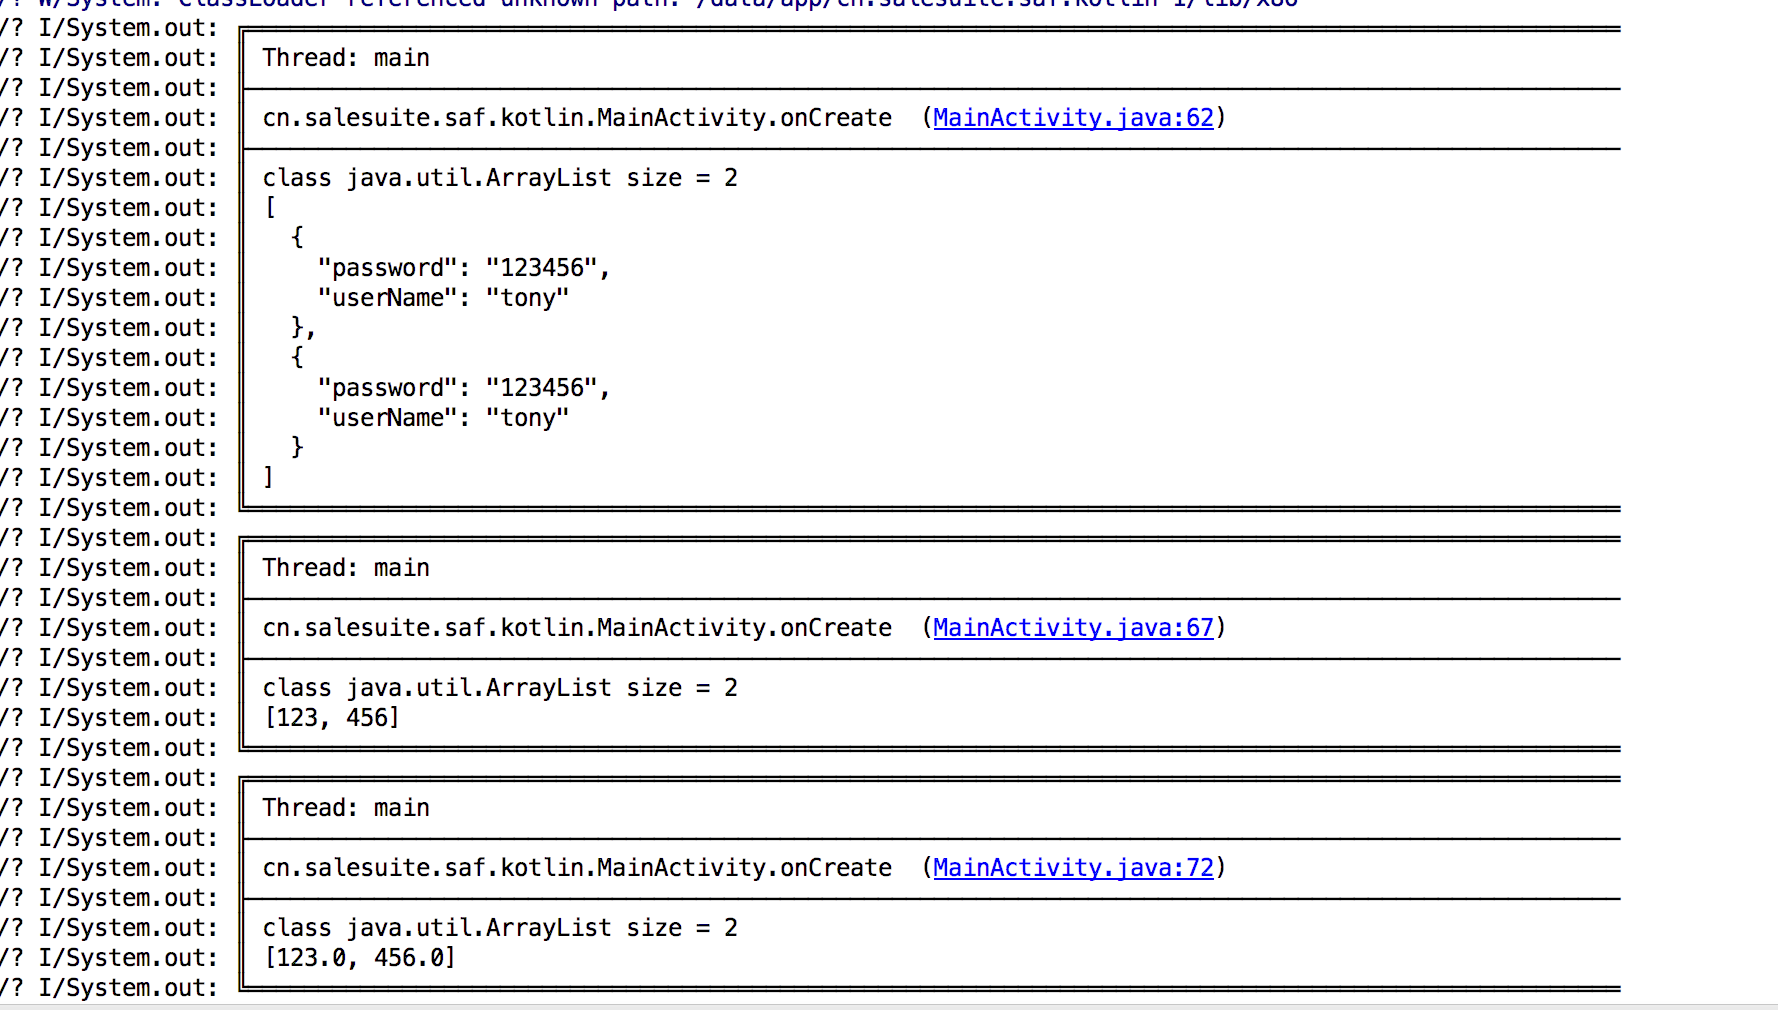 /? W/System: ClassLoader referenced unknown path: /data/app/cn.salesuite.saf.kotlin-1/lib/x86
/? I/System.out: ╔══════════════════════════════
/? I/System.out: ║ Thread: main
/? I/System.out: ╟──────────────────────────────
/? I/System.out: ║ cn.salesuite.saf.kotlin.MainActivity.onCreate  (MainActivity.java:62)
/? I/System.out: ╟──────────────────────────────
/? I/System.out: ║ class java.util.ArrayList size = 2
/? I/System.out: ║ [
/? I/System.out: ║   {
/? I/System.out: ║     "password": "123456",
/? I/System.out: ║     "userName": "tony"
/? I/System.out: ║   },
/? I/System.out: ║   {
/? I/System.out: ║     "password": "123456",
/? I/System.out: ║     "userName": "tony"
/? I/System.out: ║   }
/? I/System.out: ║ ]
/? I/System.out: ╚══════════════════════════════
/? I/System.out: ╔══════════════════════════════
/? I/System.out: ║ Thread: main
/? I/System.out: ╟──────────────────────────────
/? I/System.out: ║ cn.salesuite.saf.kotlin.MainActivity.onCreate  (MainActivity.java:67)
/? I/System.out: ╟──────────────────────────────
/? I/System.out: ║ class java.util.ArrayList size = 2
/? I/System.out: ║ [123, 456]
/? I/System.out: ╚══════════════════════════════
/? I/System.out: ╔══════════════════════════════
/? I/System.out: ║ Thread: main
/? I/System.out: ╟──────────────────────────────
/? I/System.out: ║ cn.salesuite.saf.kotlin.MainActivity.onCreate  (MainActivity.java:72)
/? I/System.out: ╟──────────────────────────────
/? I/System.out: ║ class java.util.ArrayList size = 2
/? I/System.out: ║ [123.0, 456.0]
/? I/System.out: ╚══════════════════════════════